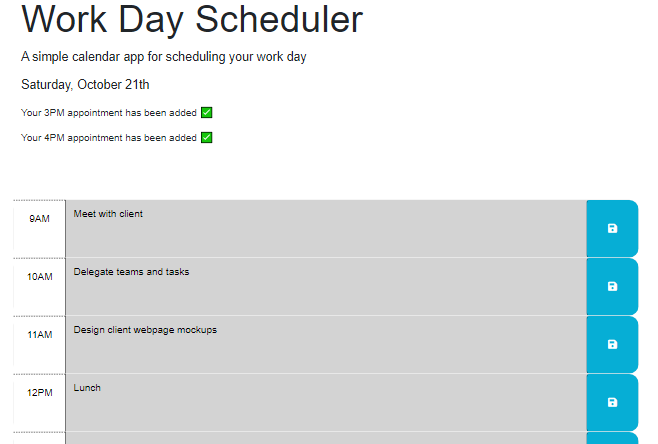 Work Day Scheduler
A simple calendar app for scheduling your work day
Saturday, October 21th
Your 3PM appointment has been added ✅
Your 4PM appointment has been added ✅
9AM
Meet with client
10AM
Delegate teams and tasks
11AM
Design client webpage mockups
12PM
Lunch